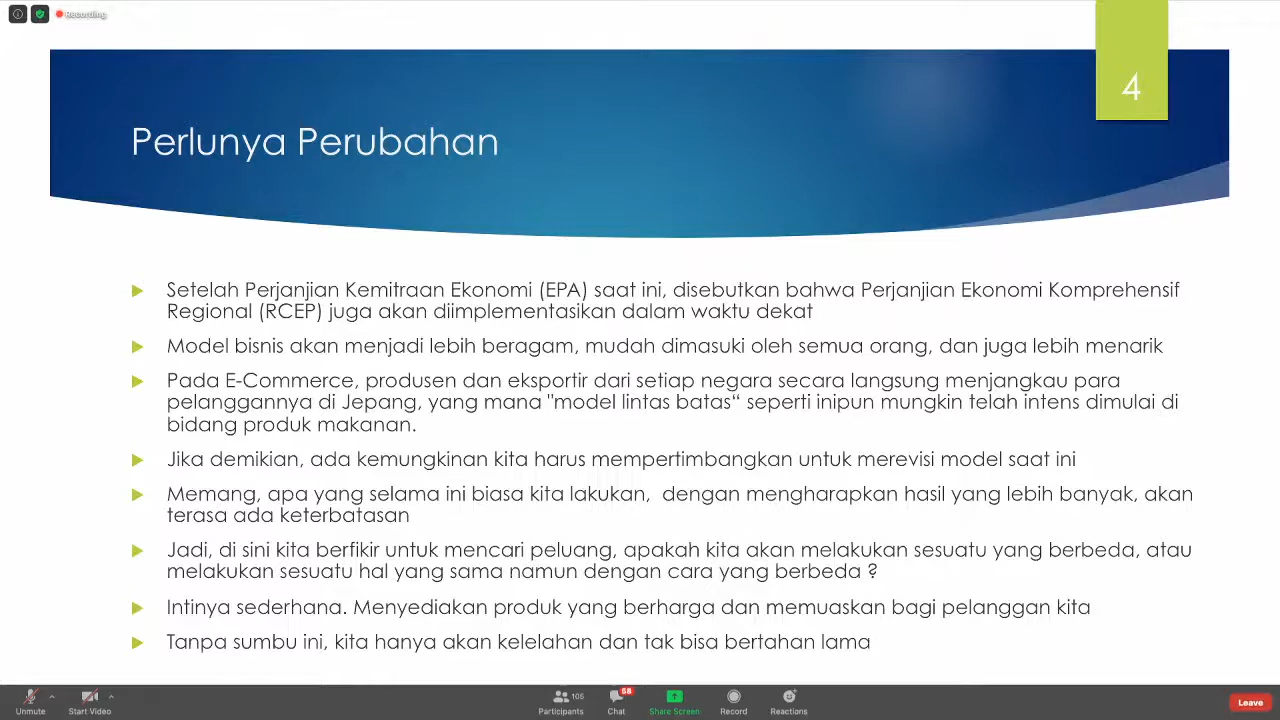 Recording
4
Perlunya Perubahan
Setelah Perjanjian Kemitraan Ekonomi (EPA) saat ini, disebutkan bahwa Perjanjian Ekonomi Komprehensif
Regional (RCEP) juga akan diimplementasikan dalam waktu dekat
Model bisnis akan menjadi lebih beragam, mudah dimasuki oleh semua orang, dan juga lebih menarik
Pada E-Commerce, produsen dan eksportir dari setiap negara secara langsung menjangkau para
pelanggannya di Jepang, yang mana "model lintas batas“ seperti inipun mungkin telah intens dimulai di
bidang produk makanan.
Jika demikian, ada kemungkinan kita harus mempertimbangkan untuk merevisi model saat ini
Memang, apa yang selama ini biasa kita lakukan,  dengan mengharapkan hasil yang lebih banyak, akan
terasa ada keterbatasan
Jadi, di sini kita berfikir untuk mencari peluang, apakah kita akan melakukan sesuatu yang berbeda, atau
melakukan sesuatu hal yang sama namun dengan cara yang berbeda ?
Intinya sederhana. Menyediakan produk yang berharga dan memuaskan bagi pelanggan kita
Tanpa sumbu ini, kita hanya akan kelelahan dan tak bisa bertahan lama
Unmute
Start Video
Participants
105
Chat
68
Share Screen
Record
Reactions
Leave